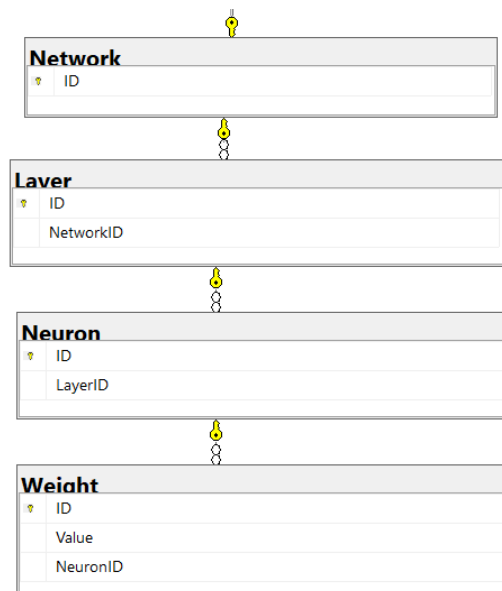 Network
ID
Layer
ID
NetworkID
Neuron
ID
LayerID
Weight
ID
Value
NeuronID